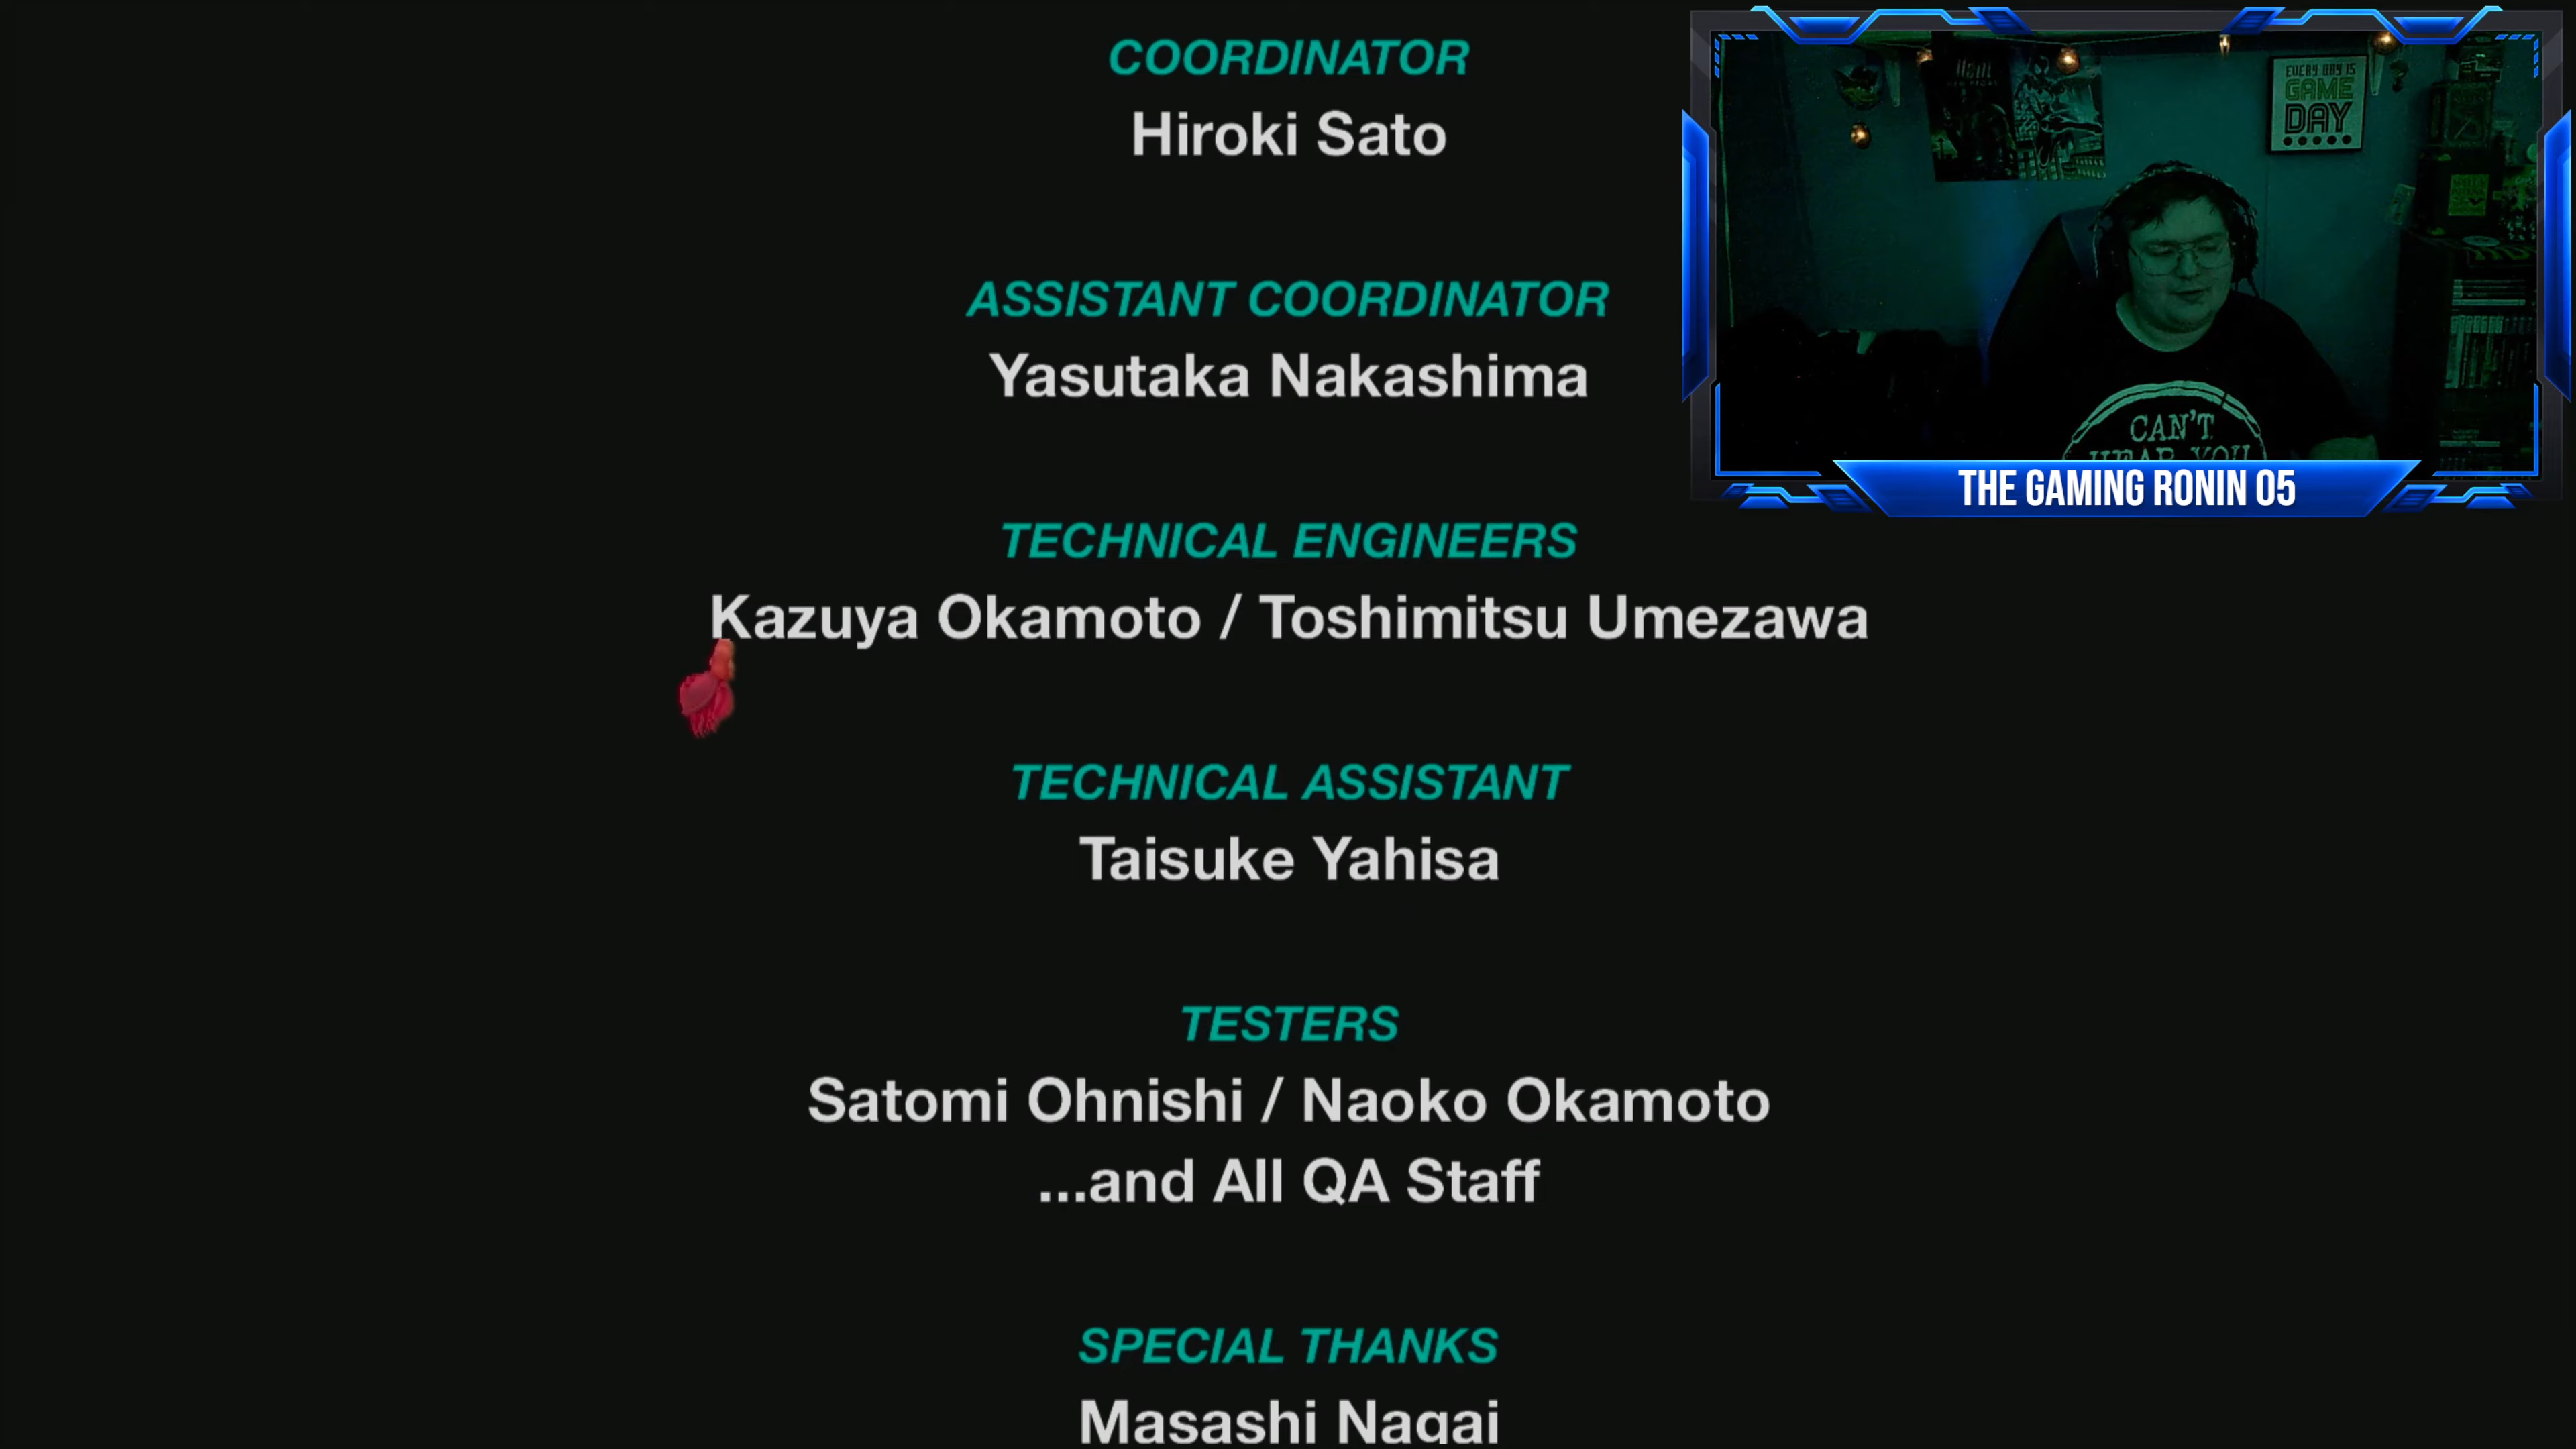 COORDINATOR
Hiroki Sato
ASSISTANT COORDINATOR
Yasutaka Nakashima
TECHNICAL ENGINEERS
Kazuya Okamoto / Toshimitsu Umezawa
TECHNICAL ASSISTANT
Taisuke Yahisa
TESTERS
Satomi Ohnishi / Naoko Okamoto
...and All QA Staff
SPECIAL THANKS
Masashi Nagai
EVERY DAY IS
GAME
DAY
CAN'T
HEAR YOU
THE GAMING RONIN 05